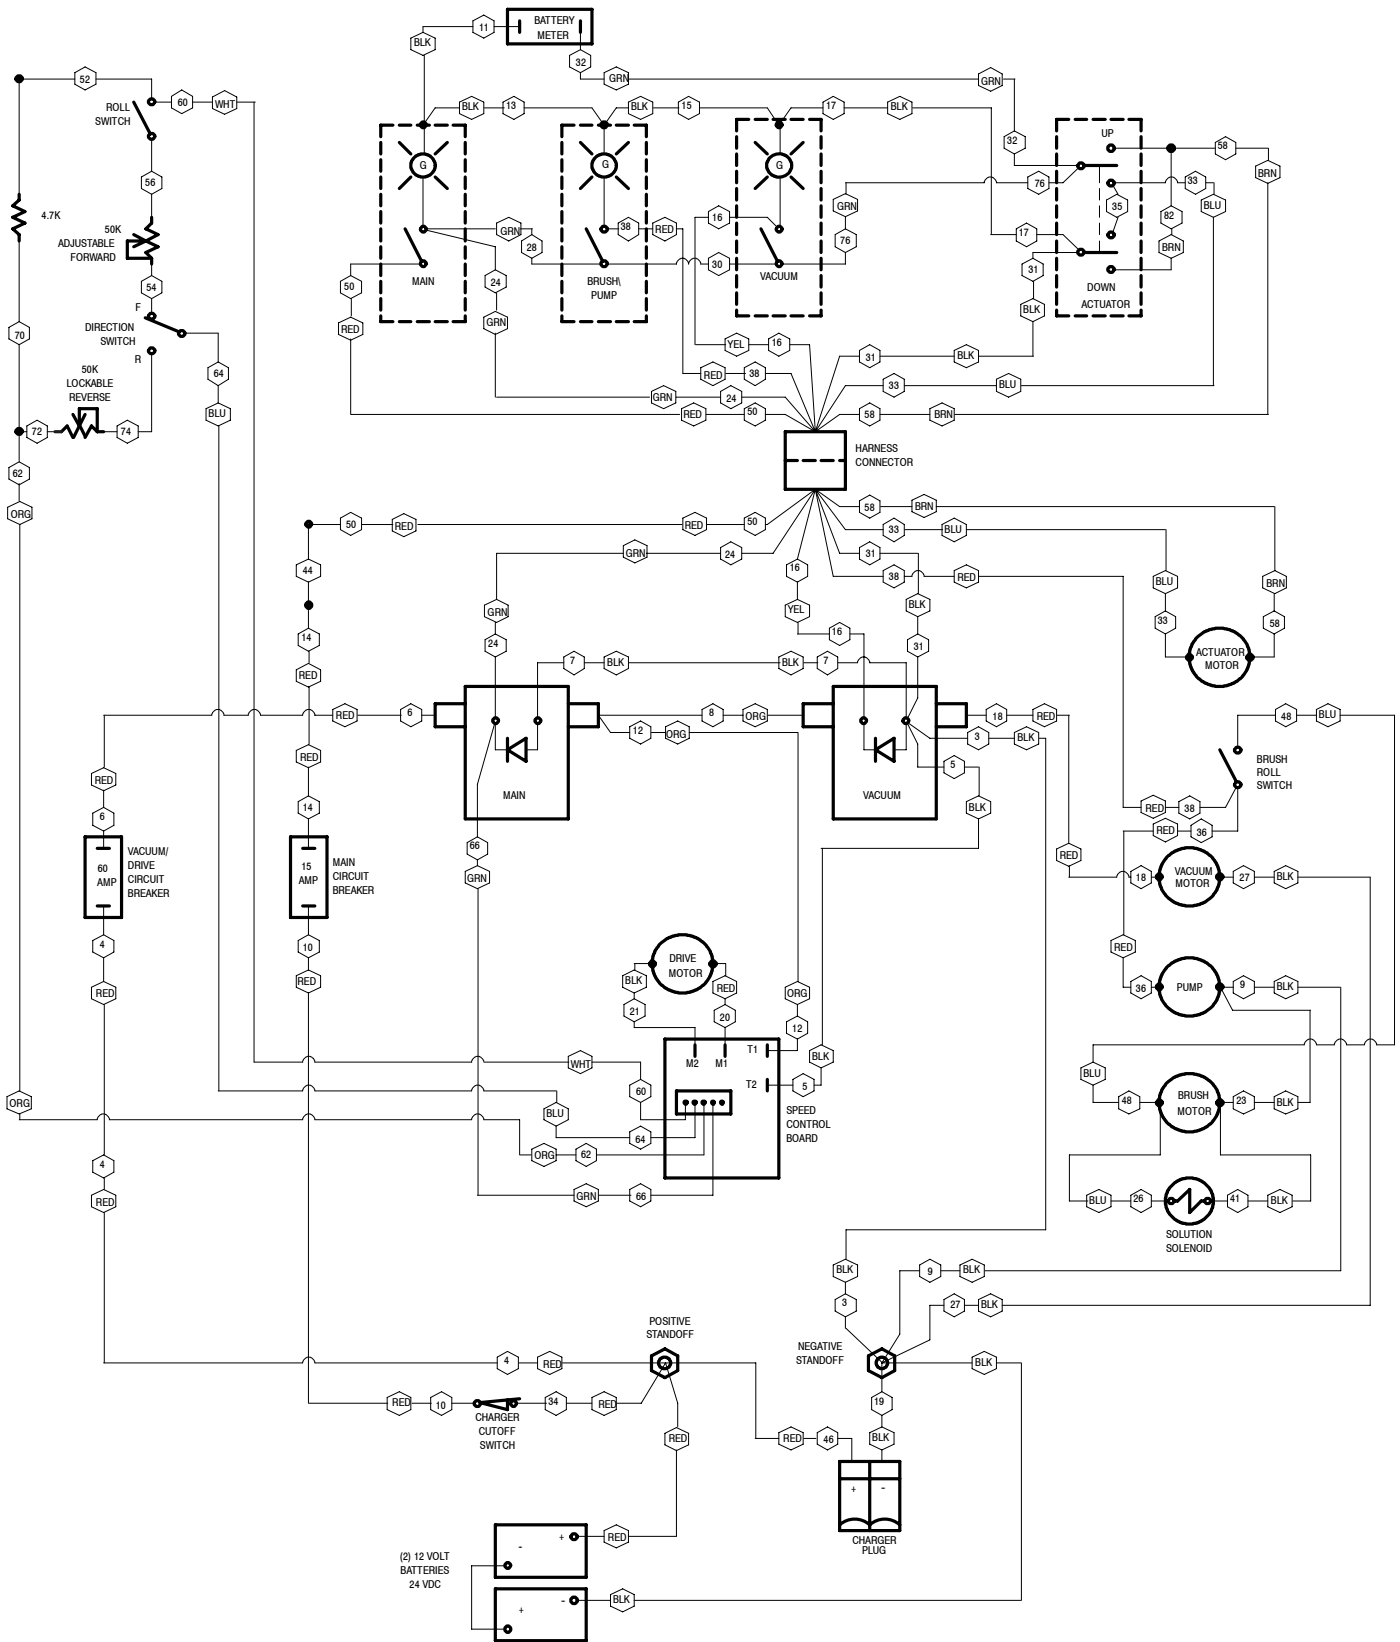 11
BATTERY
METER
BLK
32
GRN
GRN
52
60
WHT
ROLL
SWITCH
BLK
13
BLK
15
17
BLK
32
UP
58
BRN
G
G
G
56
76
33
BLU
4.7K
50K
ADJUSTABLE
FORWARD
GRN
28
38
RED
16
GRN
76
17
35
82
BRN
30
31
BLK
24
GRN
MAIN
BRUSH\
PUMP
VACUUM
DOWN
ACTUATOR
50
RED
54
F
DIRECTION
SWITCH
R
70
64
BLU
50K
LOCKABLE
REVERSE
YEL
16
31
BLK
RED
38
33
BLU
GRN
24
RED
50
58
BRN
72
74
62
ORG
HARNESS
CONNECTOR
50
RED
RED
50
58
BRN
33
BLU
GRN
24
31
38
RED
44
16
YEL
BLK
BLU
BRN
GRN
24
14
RED
16
31
33
58
ACTUATOR
MOTOR
7
BLK
BLK
7
RED
6
8
ORG
12
ORG
18
RED
3
BLK
5
BLK
48
BLU
BRUSH
ROLL
SWITCH
MAIN
VACUUM
RED
6
RED
14
RED
38
RED
36
66
GRN
60
AMP
VACUUM/
DRIVE
CIRCUIT
BREAKER
15
AMP
MAIN
CIRCUIT
BREAKER
RED
18
VACUUM
MOTOR
27
BLK
4
RED
10
RED
DRIVE
MOTOR
BLK
21
RED
20
ORG
12
RED
36
PUMP
9
BLK
M2
M1
T1
T2
BLK
5
WHT
60
BLU
64
ORG
62
GRN
66
SPEED
CONTROL
BOARD
BLU
48
BRUSH
MOTOR
23
BLK
ORG
4
RED
BLU
26
41
BLK
SOLUTION
SOLENOID
BLK
3
9
BLK
27
BLK
POSITIVE
STANDOFF
NEGATIVE
STANDOFF
4
RED
BLK
RED
10
34
RED
CHARGER
CUTOFF
SWITCH
RED
RED
46
19
BLK
+
-
CHARGER
PLUG
(2) 12 VOLT
BATTERIES
24 VDC
+
-
RED
-
+
BLK